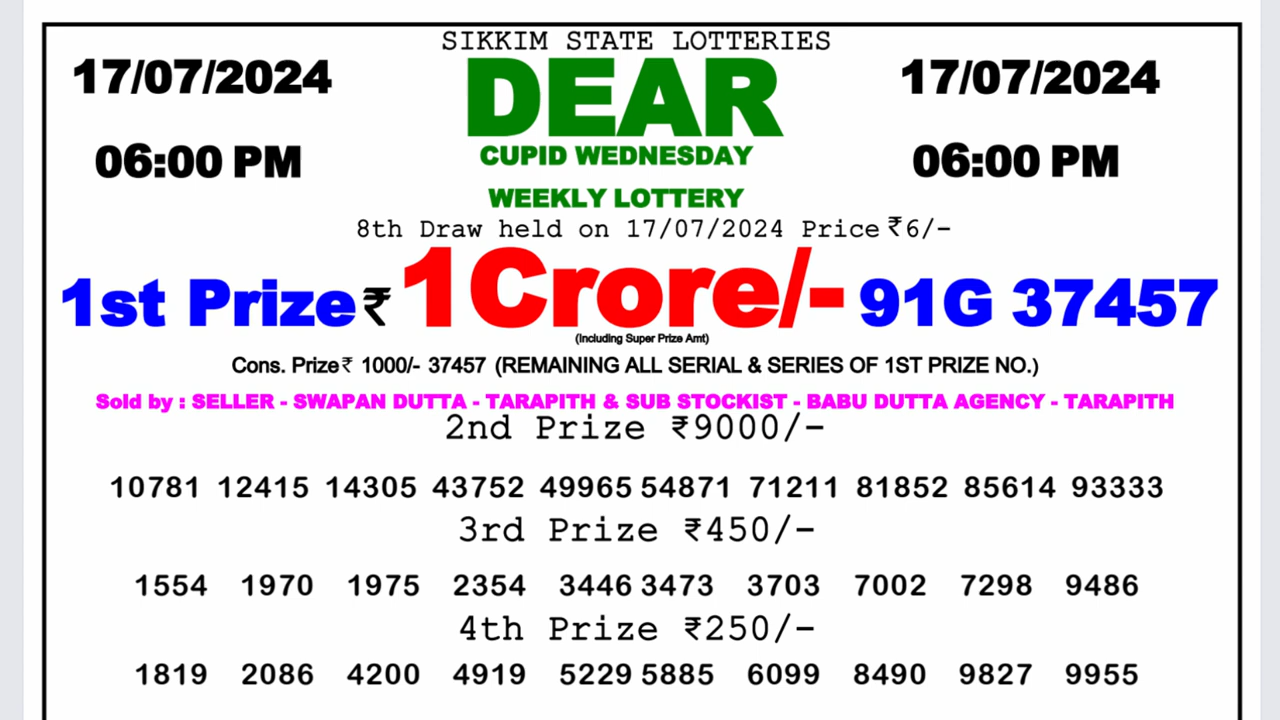 SIKKIM STATE LOTTERIES
17/07/2024 DEAR 17/07/2024
06:00 PM CUPID WEDNESDAY 06:00 PM
WEEKLY LOTTERY
8th Draw held on 17/07/2024 Price ₹6/-
1st Prize ₹ 1Crore/- 91G 37457
(Including Super Prize Amt)
Cons. Prize₹ 1000/- 37457 (REMAINING ALL SERIAL & SERIES OF 1ST PRIZE NO.)
Sold by : SELLER - SWAPAN DUTTA - TARAPITH & SUB STOCKIST - BABU DUTTA AGENCY - TARAPITH
2nd Prize ₹9000/-
10781 12415 14305 43752 49965 54871 71211 81852 85614 93333
3rd Prize ₹450/-
1554 1970 1975 2354 3446 3473 3703 7002 7298 9486
4th Prize ₹250/-
1819 2086 4200 4919 5229 5885 6099 8490 9827 9955